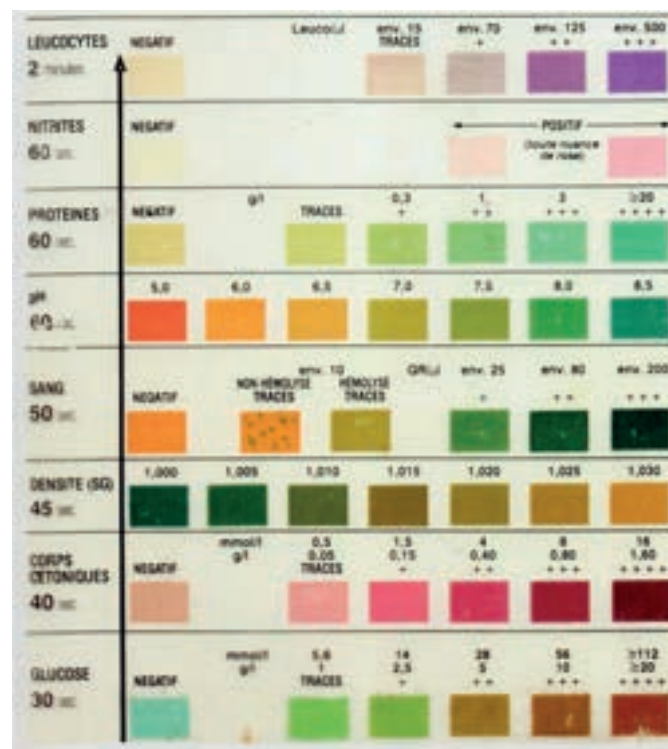 LEUCOCYTES
2 minutes
NEGATIF
Leuco/µl
env. 15
TRACES
env. 70
+
env. 125
++
env. 500
+++
NITRITES
60 sec.
NEGATIF
POSITIF
(toute nuance
de rose)
PROTEINES
60 sec.
NEGATIF
g/l
TRACES
0,3
+
1
++
3
+++
≥20
++++
pH
60 sec.
5,0
6,0
6,5
7,0
7,5
8,0
8,5
SANG
50 sec.
NEGATIF
env. 10
NON-HEMOLYSE
TRACES
HEMOLYSE
TRACES
GR/µl
env. 25
+
env. 80
++
env. 200
+++
DENSITE (SG)
45 sec.
1,000
1,005
1,010
1,015
1,020
1,025
1,030
CORPS
CETONIQUES
40 sec.
NEGATIF
mmol/l
g/l
0,5
0,05
TRACES
1,5
0,15
+
4
0,40
++
8
0,80
+++
16
1,60
++++
GLUCOSE
30 sec.
NEGATIF
mmol/l
g/l
5,6
1
TRACES
14
2,5
+
28
5
++
56
10
+++
≥112
≥20
++++